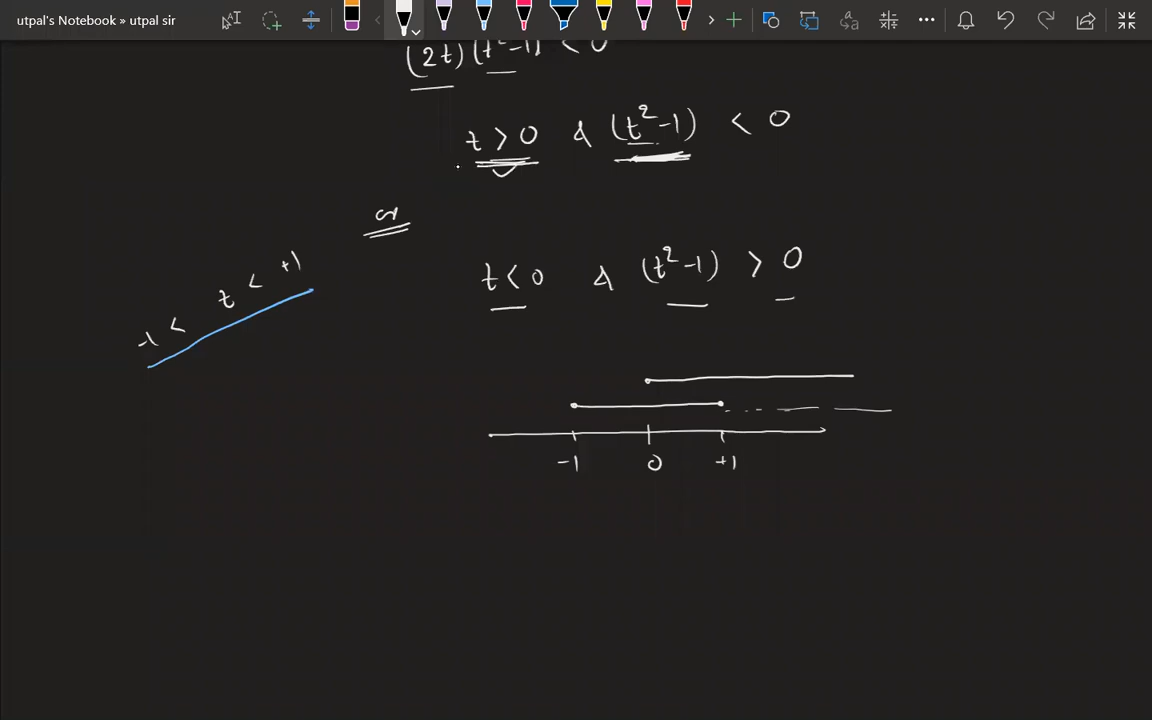 utpal's Notebook » utpal sir
(2t)(t²-1) < 0
t > 0 & (t²-1) < 0
or
t < 0 & (t²-1) > 0
-1 < t < +1
-1 0 +1